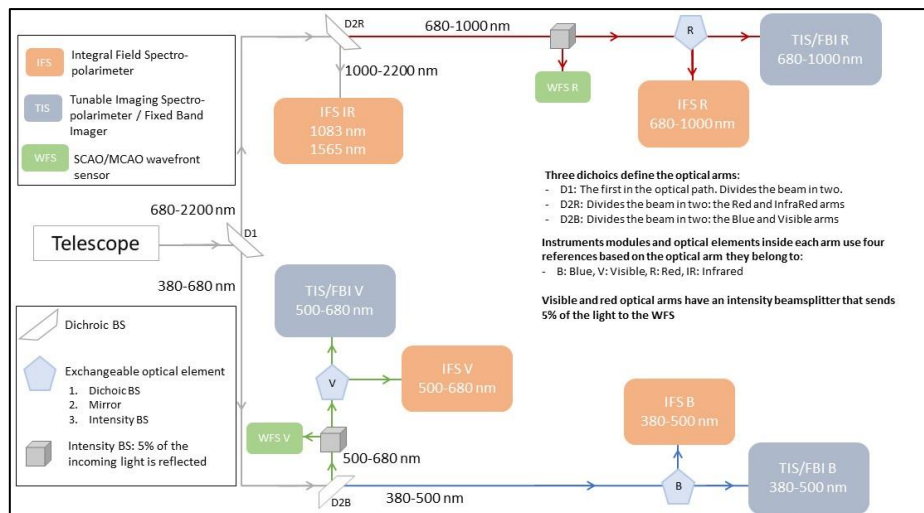 IFS
Integral Field Spectro-
polarimeter
TIS
Tunable Imaging Spectro-
polarimeter / Fixed Band
Imager
WFS
SCAO/MCAO wavefront
sensor
D2R
680-1000 nm
1000-2200 nm
IFS IR
1083 nm
1565 nm
WFS R
R
TIS/FBI R
680-1000 nm
IFS R
680-1000 nm
680-2200 nm
Telescope
D1
380-680 nm
Three dichoics define the optical arms:
- D1: The first in the optical path. Divides the beam in two.
- D2R: Divides the beam in two: the Red and InfraRed arms
- D2B: Divides the beam in two: the Blue and Visible arms
Instruments modules and optical elements inside each arm use four
references based on the optical arm they belong to:
- B: Blue, V: Visible, R: Red, IR: Infrared
Visible and red optical arms have an intensity beamsplitter that sends
5% of the light to the WFS
Dichroic BS
Exchangeable optical element
1. Dichoic BS
2. Mirror
3. Intensity BS
Intensity BS: 5% of the
incoming light is reflected
TIS/FBI V
500-680 nm
V
IFS V
500-680 nm
WFS V
500-680 nm
D2B
380-500 nm
IFS B
380-500 nm
B
TIS/FBI B
380-500 nm